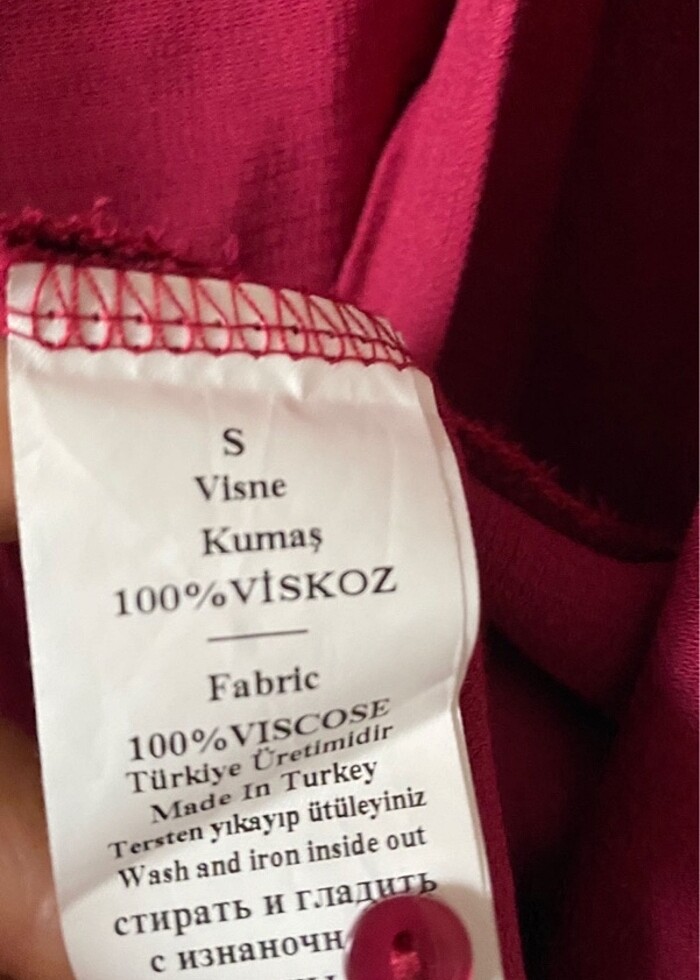 S
Visne
Kumaş
100%VİSKOZ
Fabric
100%VISCOSE
Türkiye Üretimidir
Made In Turkey
Tersten yıkayıp ütüleyiniz
Wash and iron inside out
стирать и гладить
с